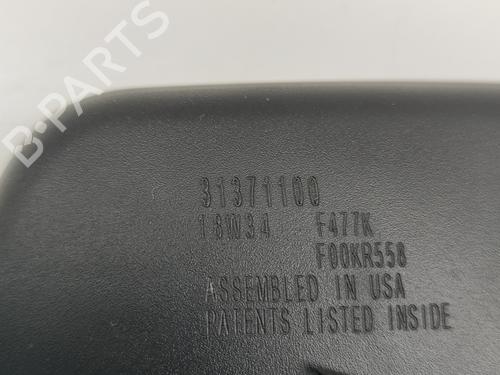 B-PARTS
31371100
18W34 F477K
F00KR558
ASSEMBLED IN USA
PATENTS LISTED INSIDE